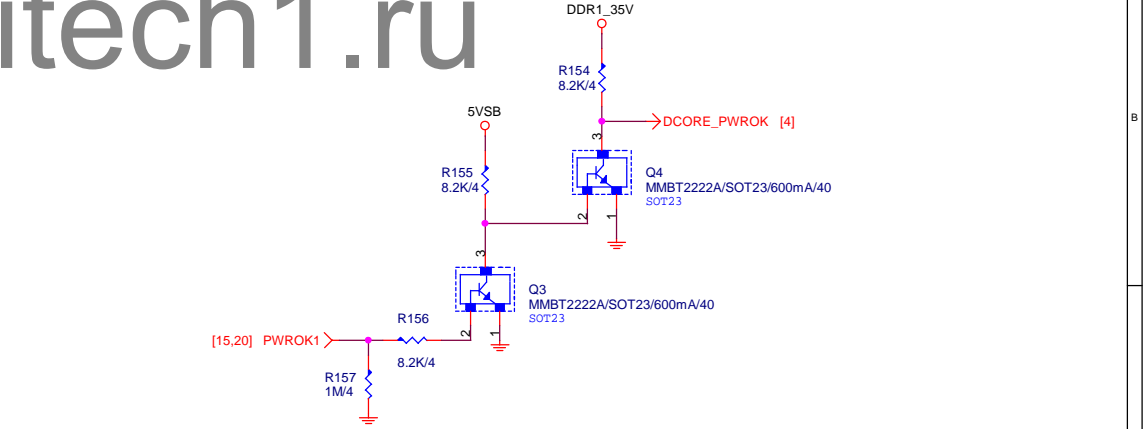 itech1.ru
DDR1_35V
R154
8.2K/4
5VSB
DCORE_PWROK [4]
B
3
R155
8.2K/4
Q4
MMBT2222A/SOT23/600mA/40
SOT23
2
1
3
Q3
MMBT2222A/SOT23/600mA/40
SOT23
R156
2
1
[15,20] PWROK1
8.2K/4
R157
1M/4